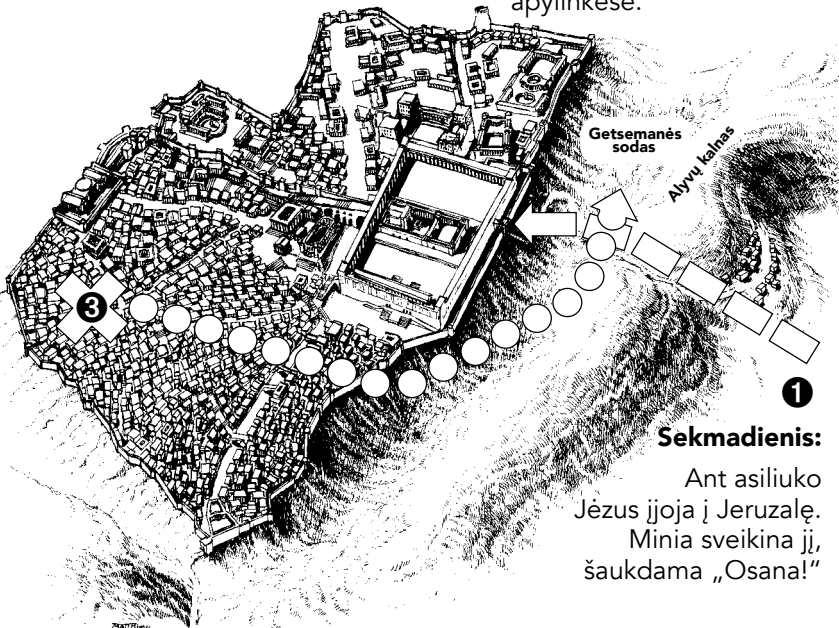 apylinkėse.
Getsemanės
sodas
Alyvų kalnas
❸
❶
Sekmadienis:
Ant asiliuko
Jėzus įjoja į Jeruzalę.
Minia sveikina jį,
šaukdama „Osana!“